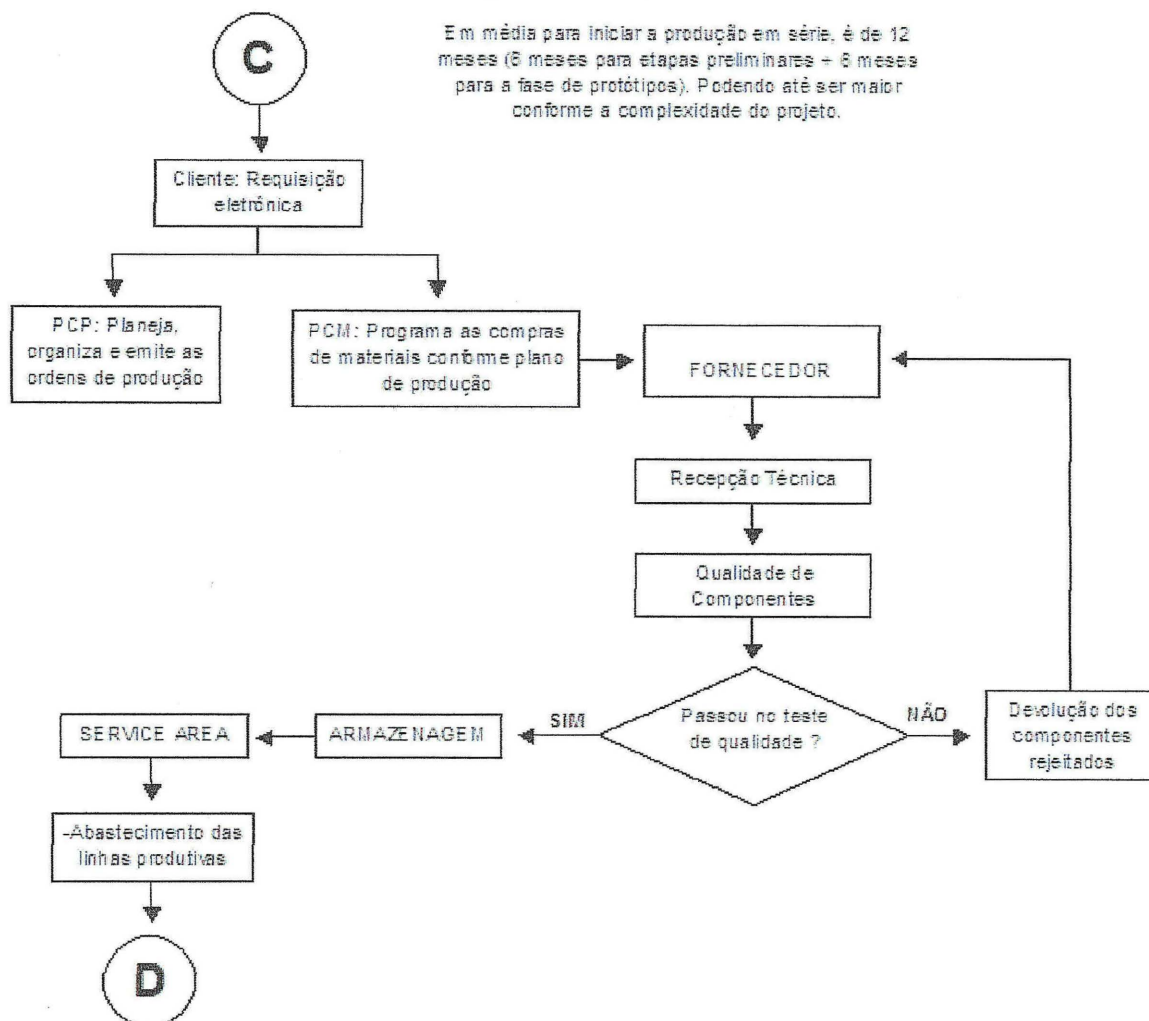 C
Em média para iniciar a produção em série, é de 12
meses (6 meses para etapas preliminares + 6 meses
para a fase de protótipos). Podendo até ser maior
conforme a complexidade do projeto.
Cliente: Requisição
eletrônica
PCP: Planeja,
organiza e emite as
ordens de produção
PCM: Programa as compras
de materiais conforme plano
de produção
FORNECEDOR
Recepção Técnica
Qualidade de
Componentes
Passou no teste
de qualidade ?
SIM
NÃO
Devolução dos
componentes
rejeitados
ARMAZENAGEM
SERVICE AREA
-Abastecimento das
linhas produtivas
D